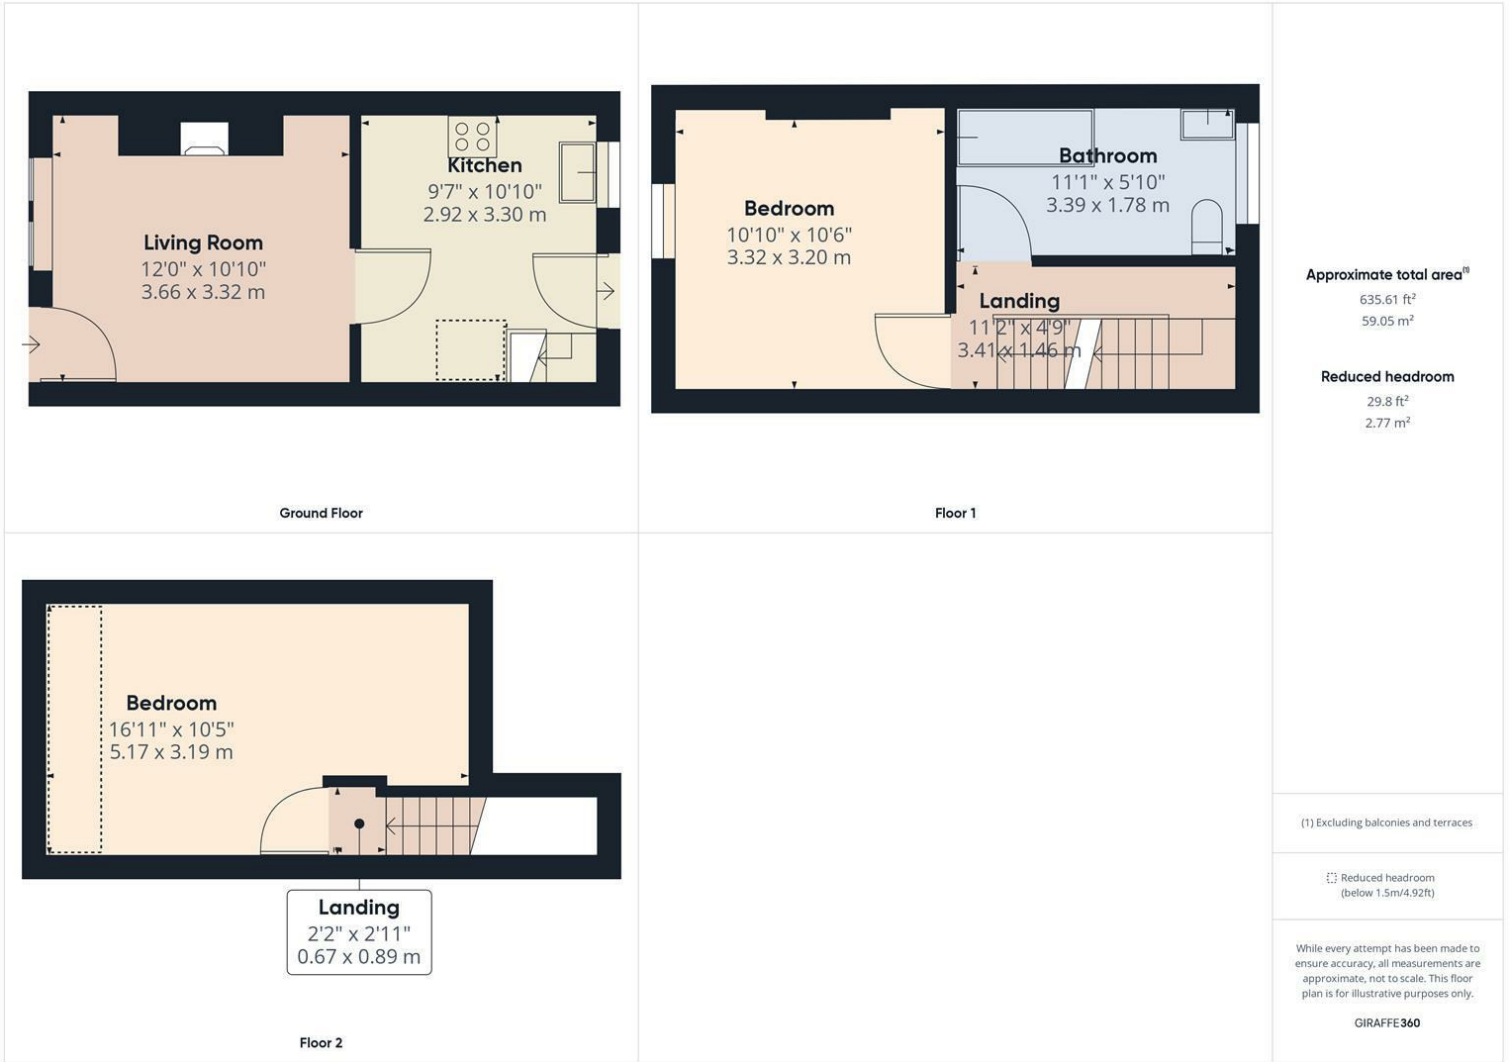 Living Room
12'0" x 10'10"
3.66 x 3.32 m
Kitchen
9'7" x 10'10"
2.92 x 3.30 m
Ground Floor
Bedroom
10'10" x 10'6"
3.32 x 3.20 m
Bathroom
11'1" x 5'10"
3.39 x 1.78 m
Landing
11'2" x 4'9"
3.41 x 1.46 m
Floor 1
Bedroom
16'11" x 10'5"
5.17 x 3.19 m
Landing
2'2" x 2'11"
0.67 x 0.89 m
Floor 2
Approximate total area(1)
635.61 ft²
59.05 m²
Reduced headroom
29.8 ft²
2.77 m²
(1) Excluding balconies and terraces
Reduced headroom
(below 1.5m/4.92ft)
While every attempt has been made to
ensure accuracy, all measurements are
approximate, not to scale. This floor
plan is for illustrative purposes only.
GIRAFFE360